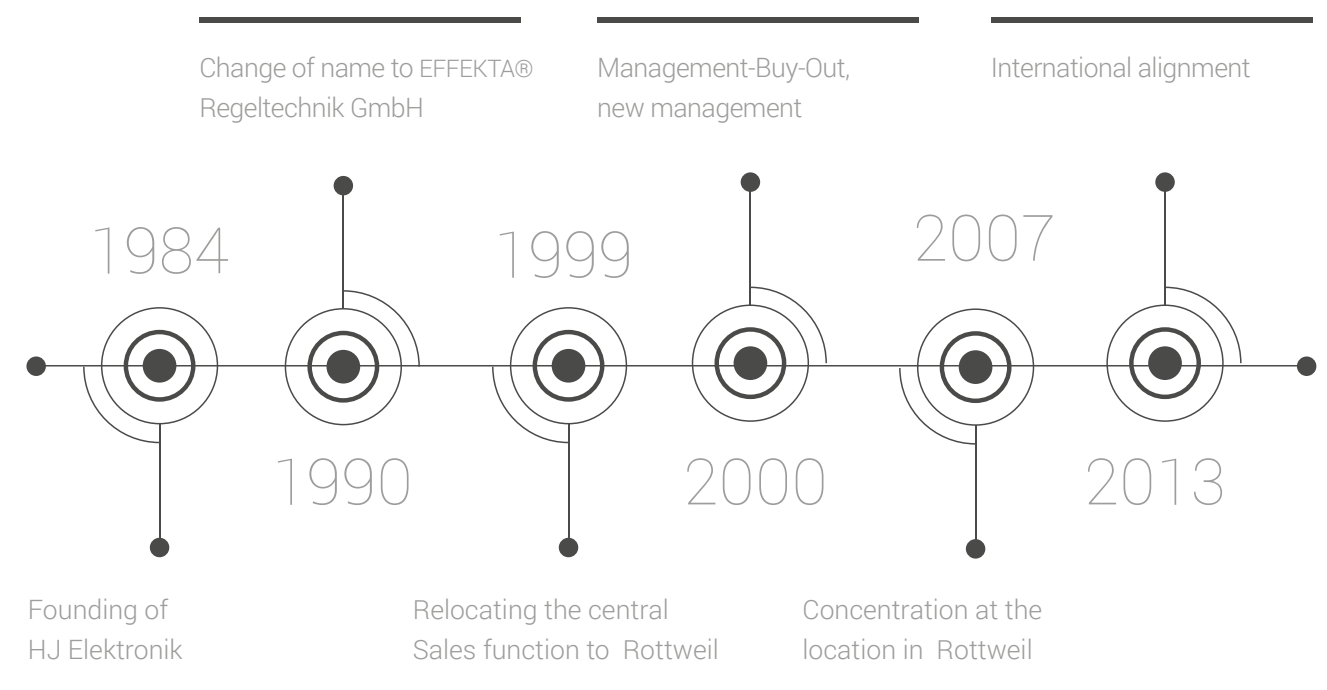 Change of name to EFFEKTA®
Regeltechnik GmbH
Management-Buy-Out,
new management
International alignment
1984
1999
2007
1990
2000
2013
Founding of
HJ Elektronik
Relocating the central
Sales function to Rottweil
Concentration at the
location in Rottweil